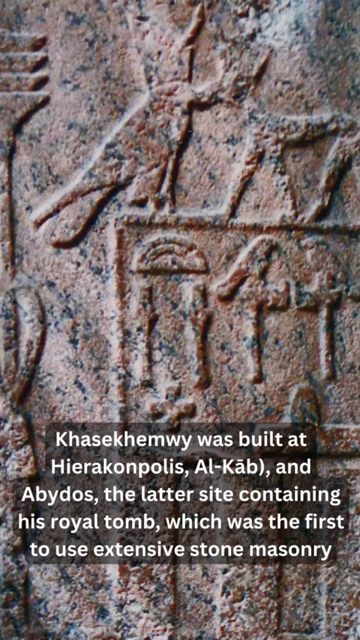 Khasekhemwy was built at
Hierakonpolis, Al-Kāb), and
Abydos, the latter site containing
his royal tomb, which was the first
to use extensive stone masonry